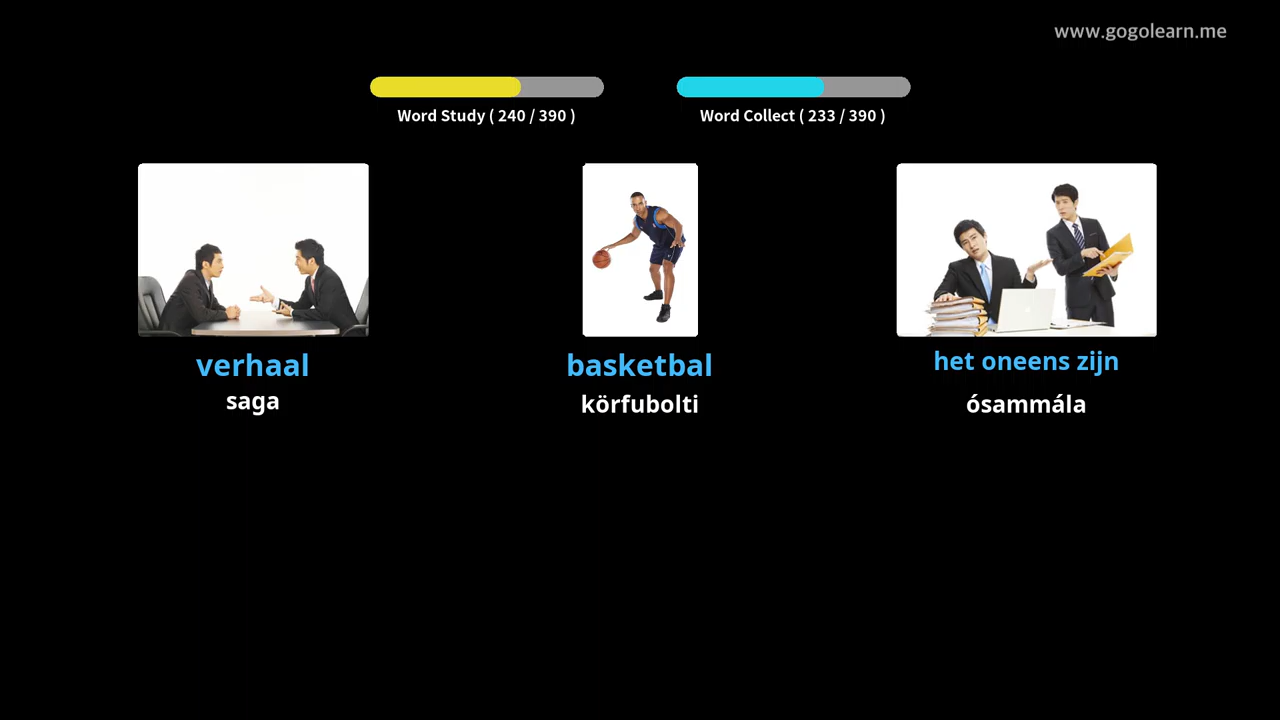 www.gogolearn.me
Word Study ( 240 / 390 )
Word Collect ( 233 / 390 )
verhaal
basketbal
het oneens zijn
saga
körfubolti
ósammála